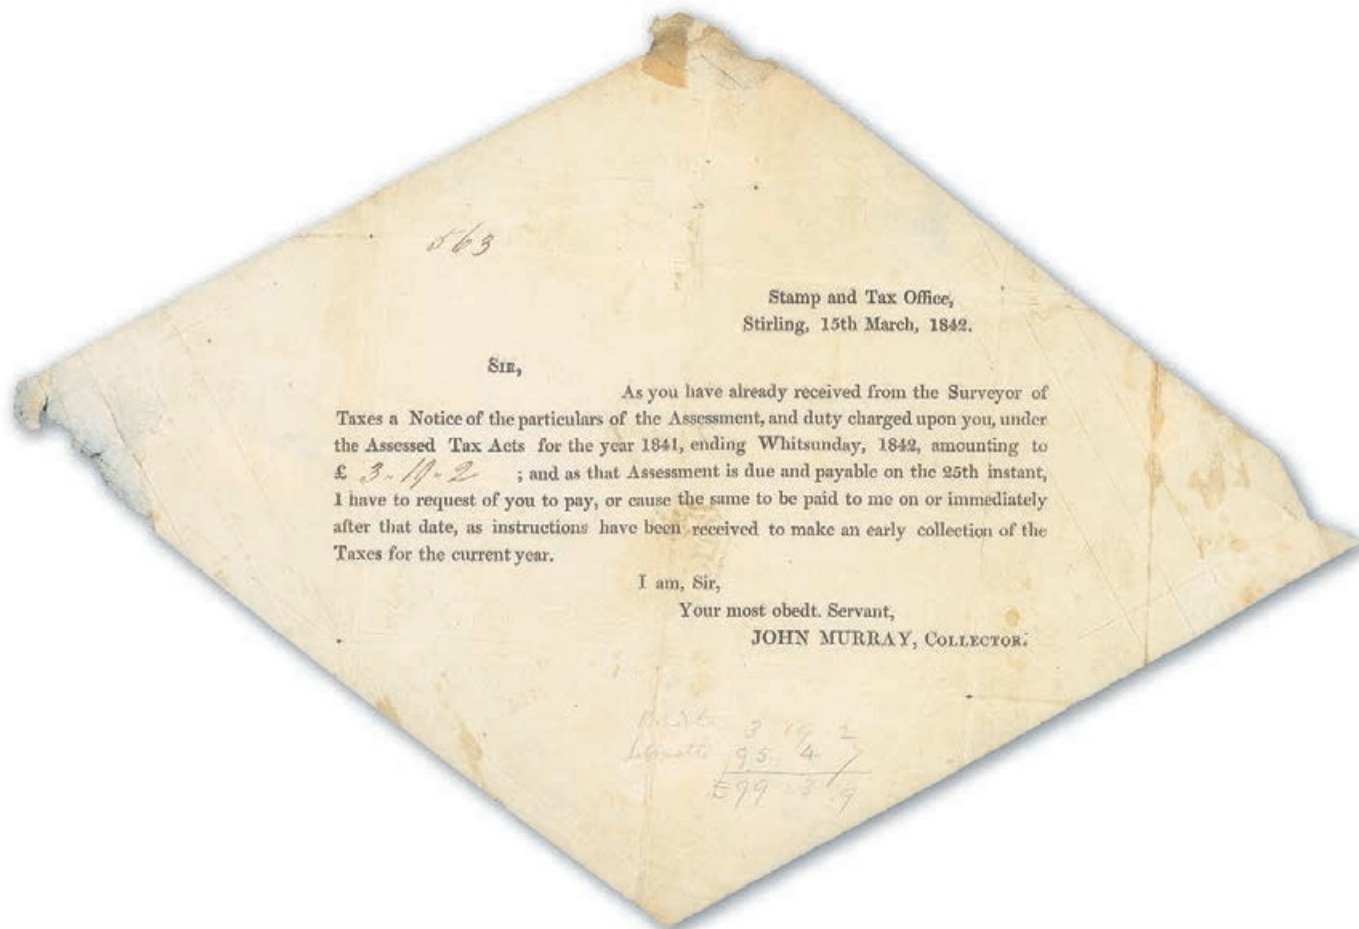 563
Stamp and Tax Office,
Stirling, 15th March, 1842.
SIR,
As you have already received from the Surveyor of
Taxes a Notice of the particulars of the Assessment, and duty charged upon you, under
the Assessed Tax Acts for the year 1841, ending Whitsunday, 1842, amounting to
£ 3-19-2 ; and as that Assessment is due and payable on the 25th instant,
I have to request of you to pay, or cause the same to be paid to me on or immediately
after that date, as instructions have been received to make an early collection of the
Taxes for the current year.
I am, Sir,
Your most obedt. Servant,
JOHN MURRAY, COLLECTOR.
3 19 2
95 4 7
£99 3 9